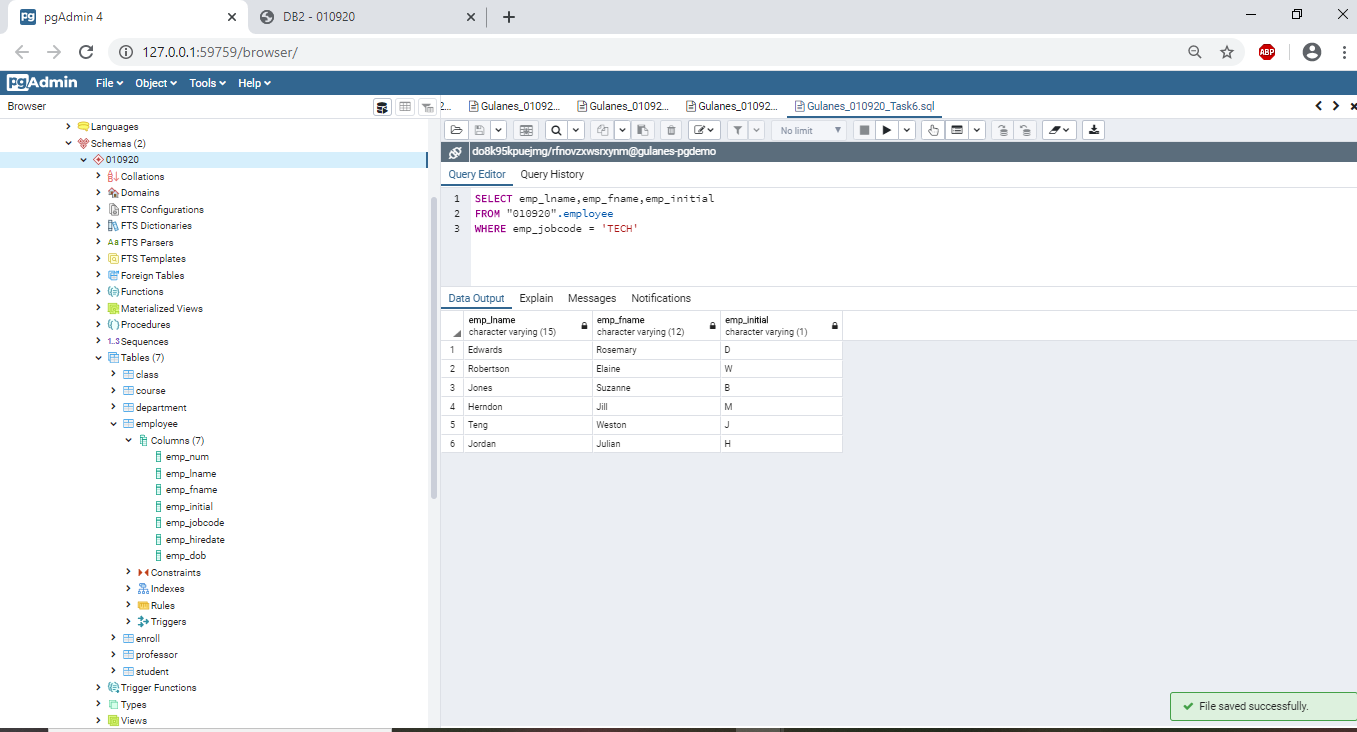 pgAdmin 4
DB2 - 010920
127.0.0.1:59759/browser/
ABP
pgAdmin File Object Tools Help
Browser
2... Gulanes_01092... Gulanes_01092... Gulanes_01092... Gulanes_010920_Task6.sql
No limit
do8k95kpuejmg/rfnovzxwsrxynm@gulanes-pgdemo
Query Editor Query History
1 SELECT emp_lname,emp_fname,emp_initial
2 FROM "010920".employee
3 WHERE emp_jobcode = 'TECH'
Languages
Schemas (2)
010920
Collations
Domains
FTS Configurations
FTS Dictionaries
Aa FTS Parsers
FTS Templates
Foreign Tables
Functions
Materialized Views
Procedures
1..3 Sequences
Tables (7)
class
course
department
employee
Columns (7)
emp_num
emp_lname
emp_fname
emp_initial
emp_jobcode
emp_hiredate
emp_dob
Constraints
Indexes
Rules
Triggers
enroll
professor
student
Trigger Functions
Types
Views
Data Output Explain Messages Notifications
emp_lname emp_fname emp_initial
character varying (15) character varying (12) character varying (1)
1 Edwards Rosemary D
2 Robertson Elaine W
3 Jones Suzanne B
4 Herndon Jill M
5 Teng Weston J
6 Jordan Julian H
File saved successfully.